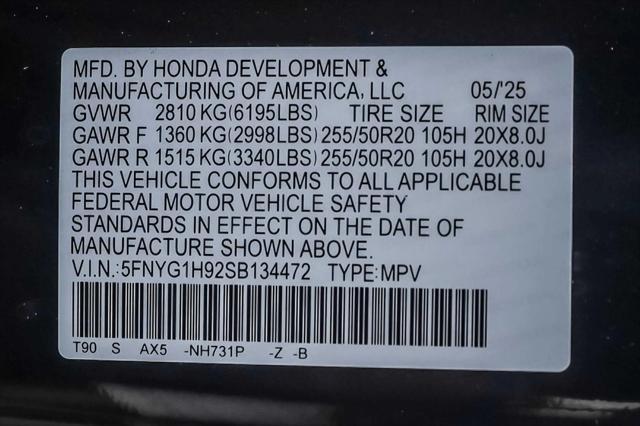 MFD. BY HONDA DEVELOPMENT &
MANUFACTURING OF AMERICA, LLC 05/'25
GVWR 2810 KG(6195LBS) TIRE SIZE RIM SIZE
GAWR F 1360 KG(2998LBS) 255/50R20 105H 20X8.0J
GAWR R 1515 KG(3340LBS) 255/50R20 105H 20X8.0J
THIS VEHICLE CONFORMS TO ALL APPLICABLE
FEDERAL MOTOR VEHICLE SAFETY
STANDARDS IN EFFECT ON THE DATE OF
MANUFACTURE SHOWN ABOVE.
V.I.N.:5FNYG1H92SB134472 TYPE:MPV
T90 S AX5 -NH731P -Z -B